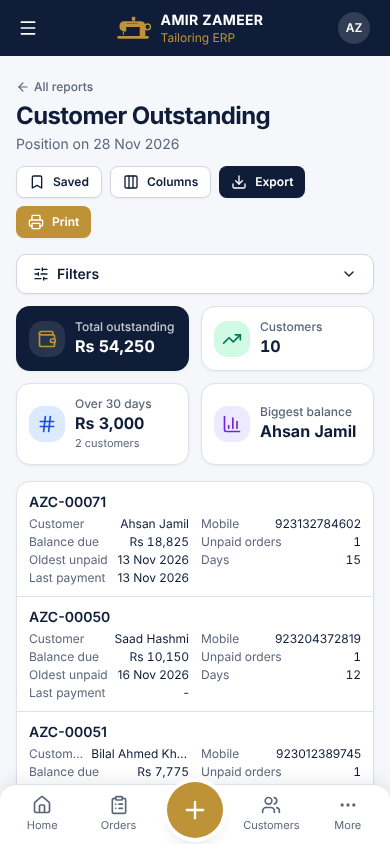 AMIR ZAMEER
Tailoring ERP
AZ
All reports
Customer Outstanding
Position on 28 Nov 2026
Saved
Columns
Export
Print
Filters
Total outstanding
Rs 54,250
Customers
10
Over 30 days
Rs 3,000
2 customers
Biggest balance
Ahsan Jamil
AZC-00071
Customer Ahsan Jamil Mobile 923132784602
Balance due Rs 18,825 Unpaid orders 1
Oldest unpaid 13 Nov 2026 Days 15
Last payment 13 Nov 2026
AZC-00050
Customer Saad Hashmi Mobile 923204372819
Balance due Rs 10,150 Unpaid orders 1
Oldest unpaid 16 Nov 2026 Days 12
Last payment -
AZC-00051
Custom... Bilal Ahmed Kh... Mobile 923012389745
Balance due Rs 7,775 Unpaid orders 1
Home Orders Customers More